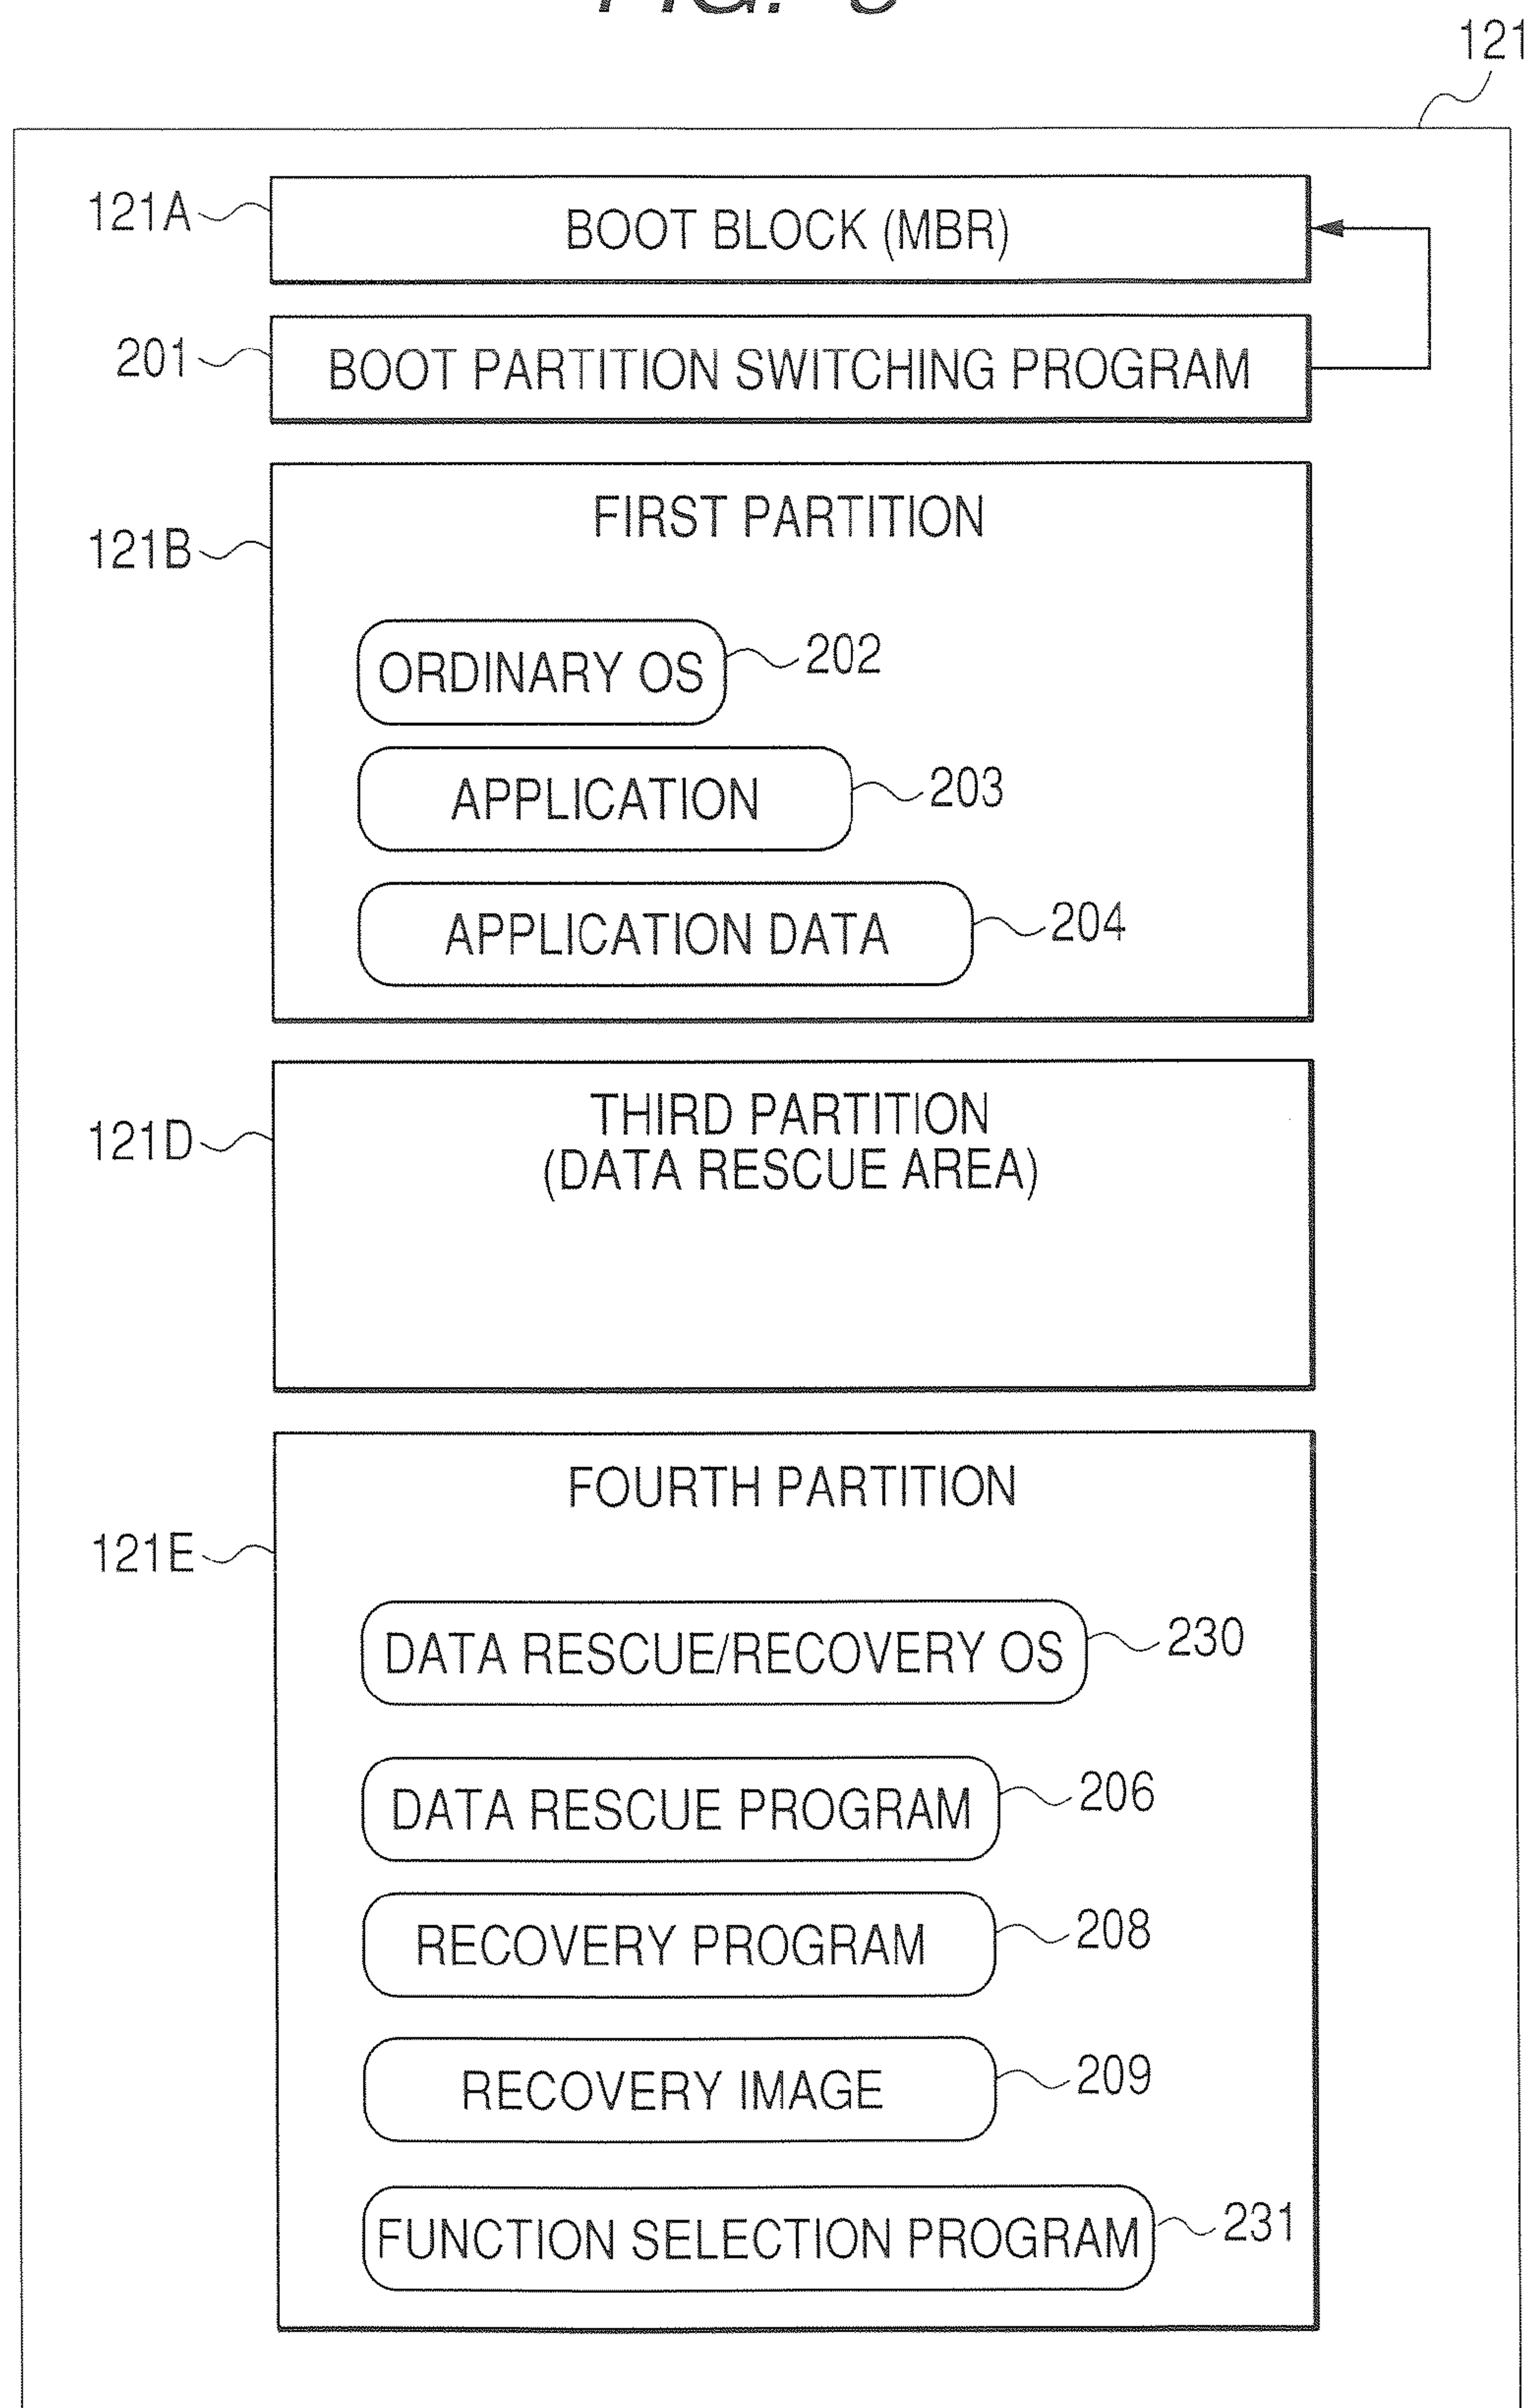 FIG.
121
121A
BOOT BLOCK (MBR)
201
BOOT PARTITION SWITCHING PROGRAM
121B
FIRST PARTITION
ORDINARY OS
202
APPLICATION
203
APPLICATION DATA
204
121D
THIRD PARTITION
(DATA RESCUE AREA)
121E
FOURTH PARTITION
DATA RESCUE/RECOVERY OS
230
DATA RESCUE PROGRAM
206
RECOVERY PROGRAM
208
RECOVERY IMAGE
209
FUNCTION SELECTION PROGRAM
231